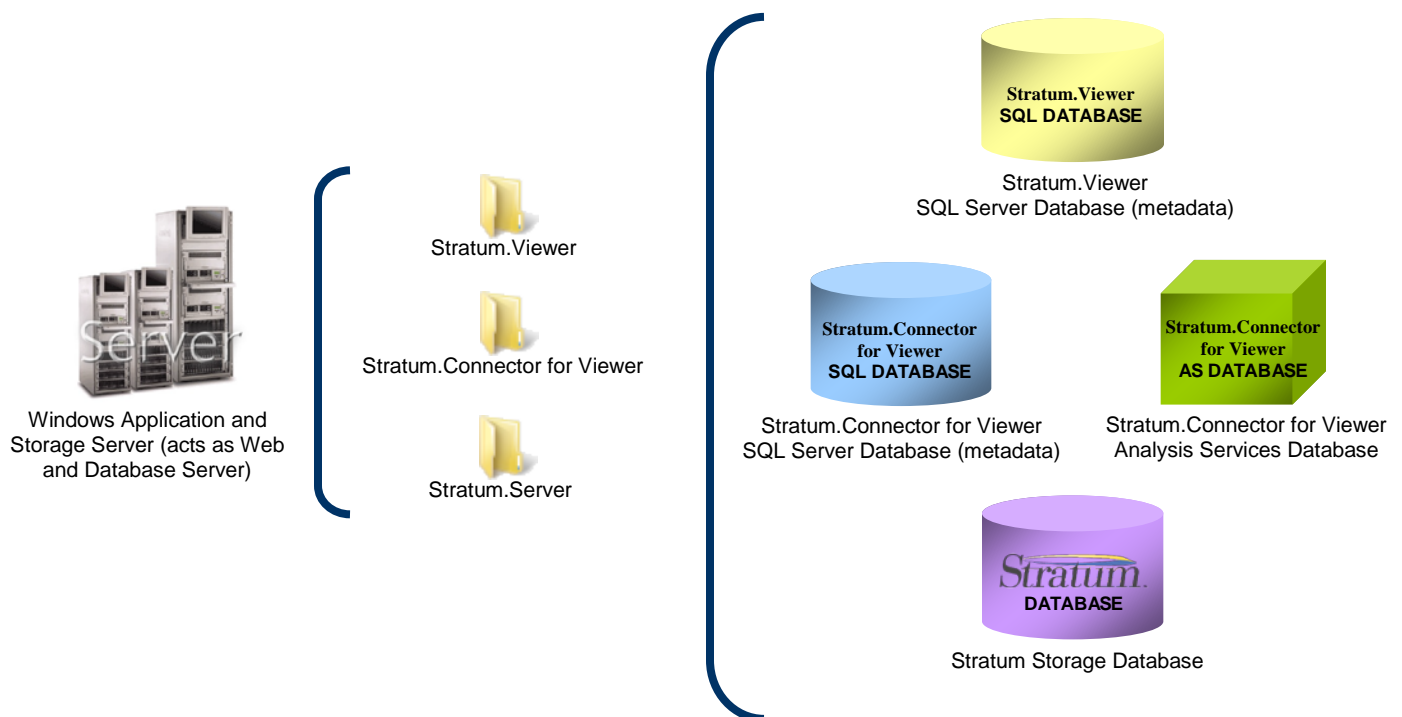 Server
Windows Application and
Storage Server (acts as Web
and Database Server)
Stratum.Viewer
Stratum.Connector for Viewer
Stratum.Server
Stratum.Viewer
SQL DATABASE
Stratum.Viewer
SQL Server Database (metadata)
Stratum.Connector
for Viewer
SQL DATABASE
Stratum.Connector for Viewer
SQL Server Database (metadata)
Stratum.Connector
for Viewer
AS DATABASE
Stratum.Connector for Viewer
Analysis Services Database
Stratum.
DATABASE
Stratum Storage Database